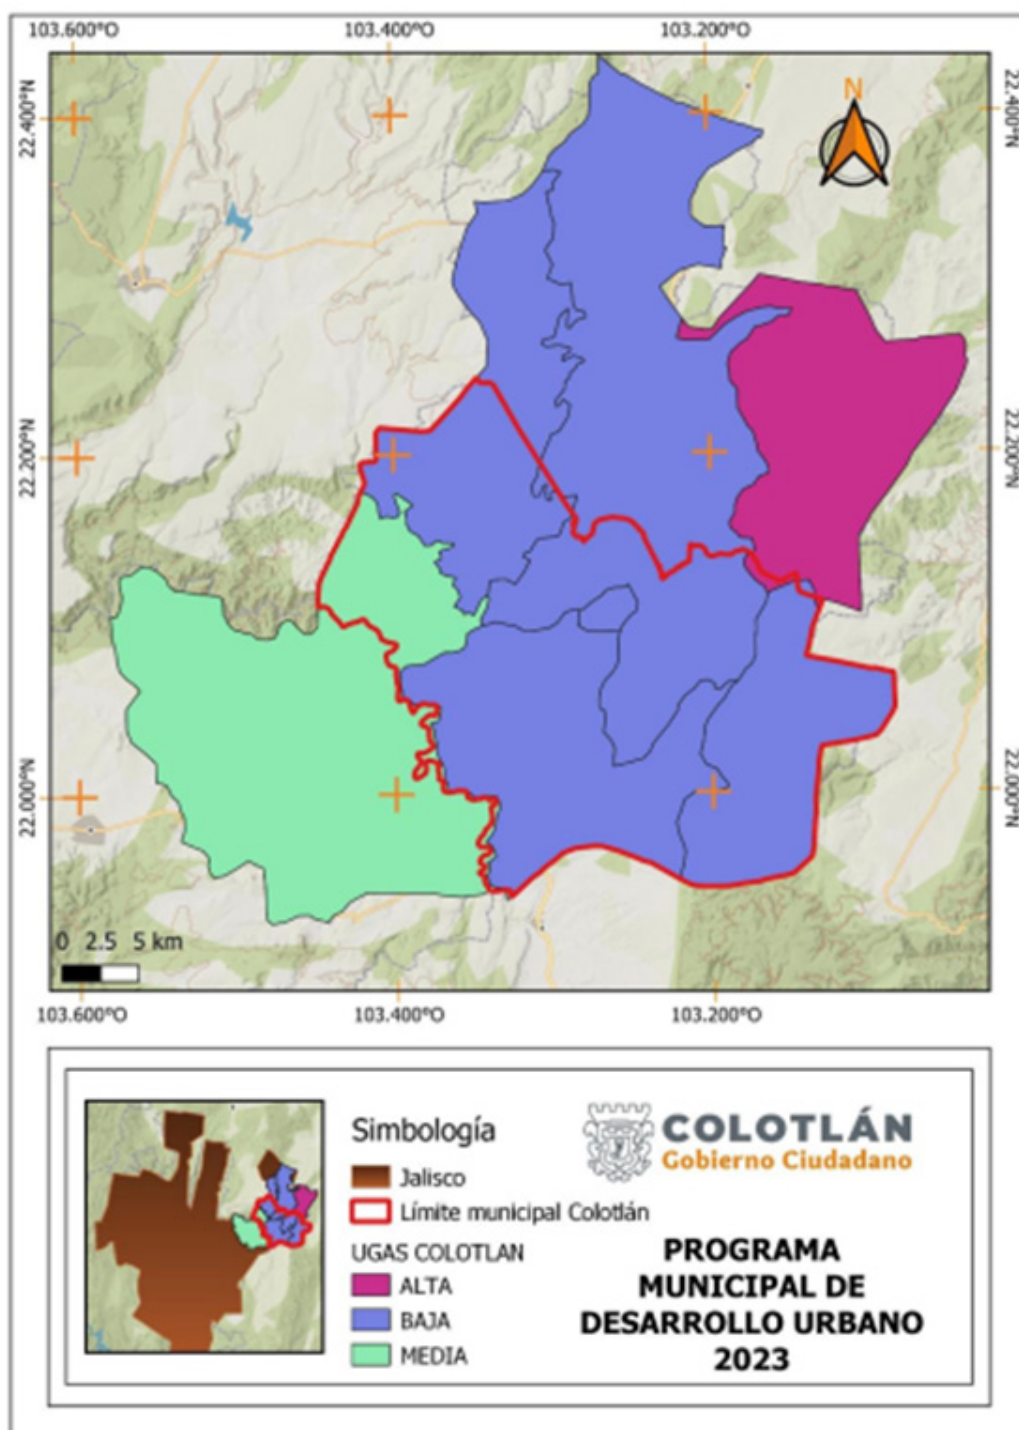 103.600°O 103.400°O 103.200°O
22.400°N 22.400°N
N
22.200°N 22.200°N
22.000°N 22.000°N
0 2.5 5 km
103.600°O 103.400°O 103.200°O
Simbología
Jalisco
Límite municipal Colotlán
UGAS COLOTLAN
ALTA
BAJA
MEDIA
COLOTLÁN
Gobierno Ciudadano
PROGRAMA
MUNICIPAL DE
DESARROLLO URBANO
2023